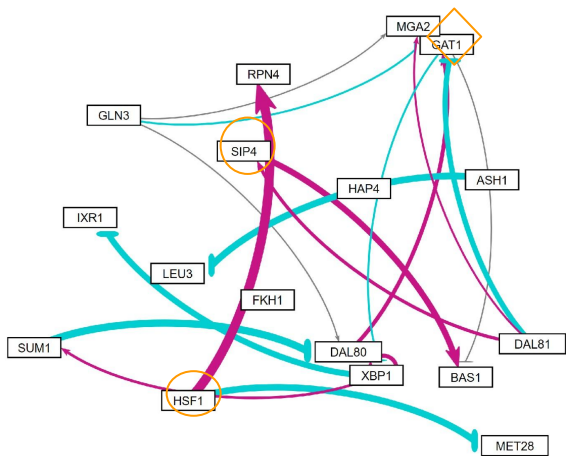 MGA2
GAT1
RPN4
GLN3
SIP4
HAP4
ASH1
IXR1
LEU3
FKH1
SUM1
DAL80
DAL81
XBP1
BAS1
HSF1
MET28